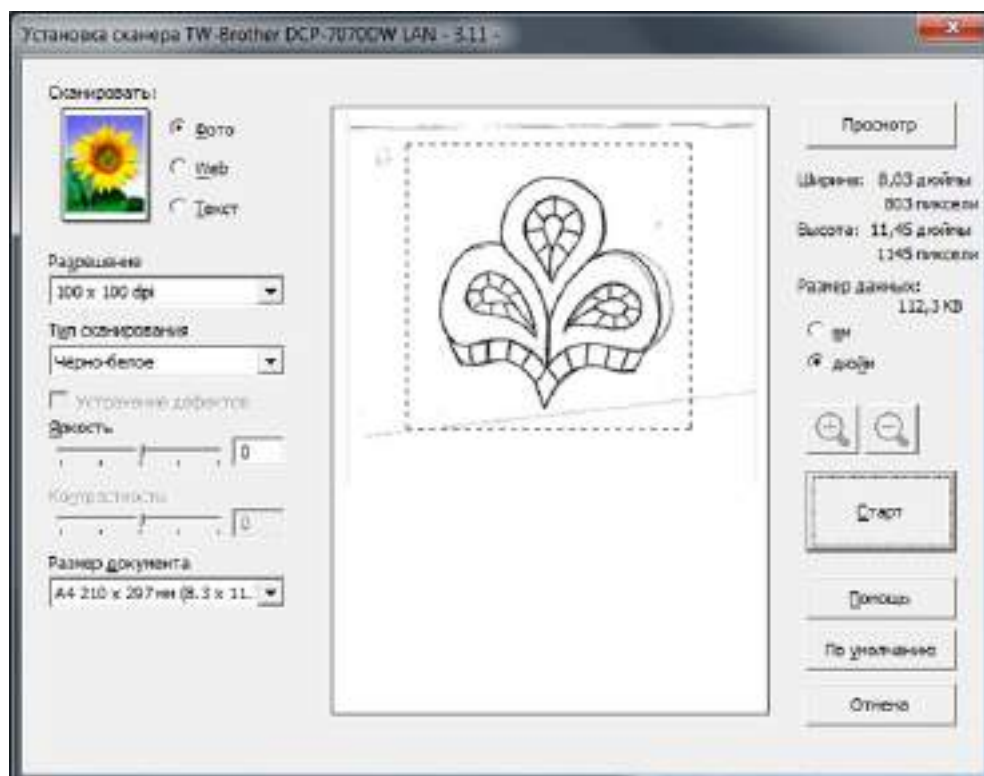 Установка сканера TW-Brother DCP-7070DW LAN - 3.11 -
Сканировать:
Фото
Web
Текст
Разрешение
100 x 100 dpi
Тип сканирования
Черно-белое
Устранение дефектов
Яркость
0
Контрастность
0
Размер документа
A4 210 x 297 мм (8.3 x 11.
Просмотр
Ширина: 8,03 дюймы
803 пиксели
Высота: 11,45 дюймы
1145 пиксели
Размер данных:
112,3 KB
мм
дюйм
Старт
Помощь
По умолчанию
Отмена